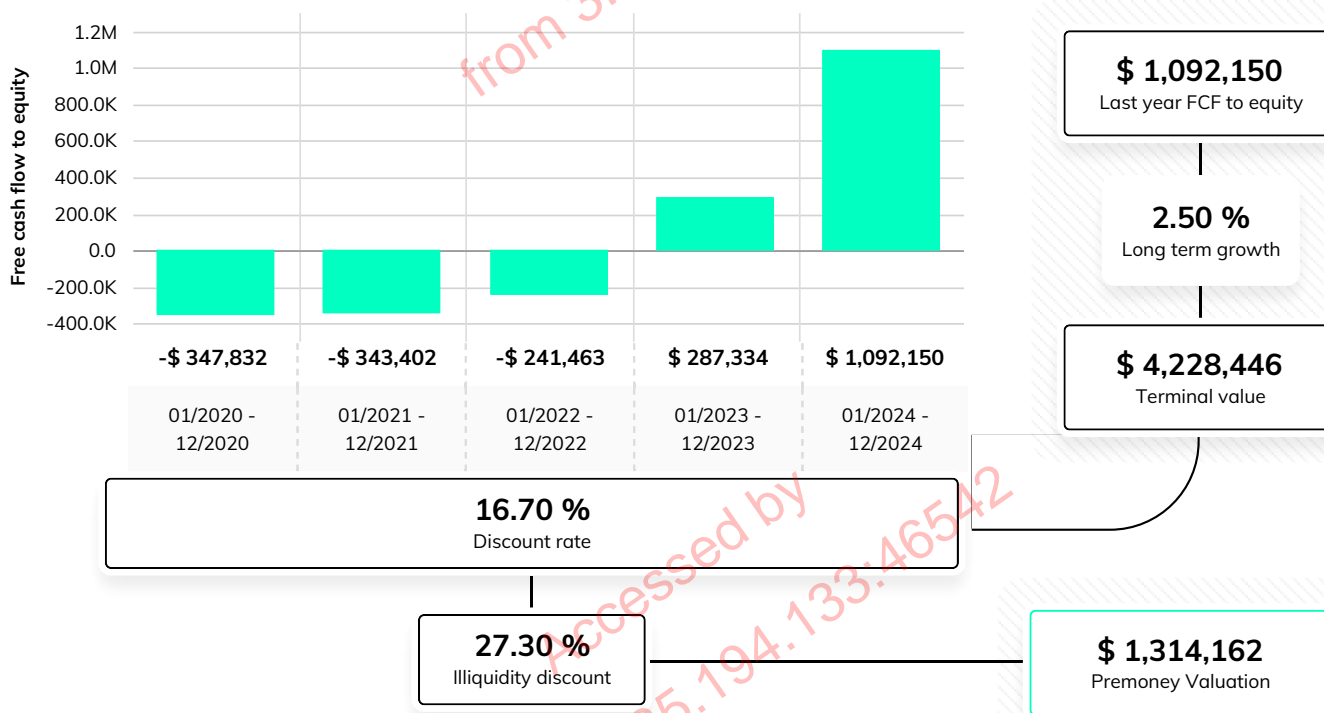 from 3
Free cash flow to equity
1.2M
1.0M
800.0K
600.0K
400.0K
200.0K
0.0
-200.0K
-400.0K
-$ 347,832
-$ 343,402
-$ 241,463
$ 287,334
$ 1,092,150
01/2020 -
12/2020
01/2021 -
12/2021
01/2022 -
12/2022
01/2023 -
12/2023
01/2024 -
12/2024
$ 1,092,150
Last year FCF to equity
2.50 %
Long term growth
$ 4,228,446
Terminal value
16.70 %
Discount rate
27.30 %
Illiquidity discount
$ 1,314,162
Premoney Valuation
Accessed by
5.194.133:46542